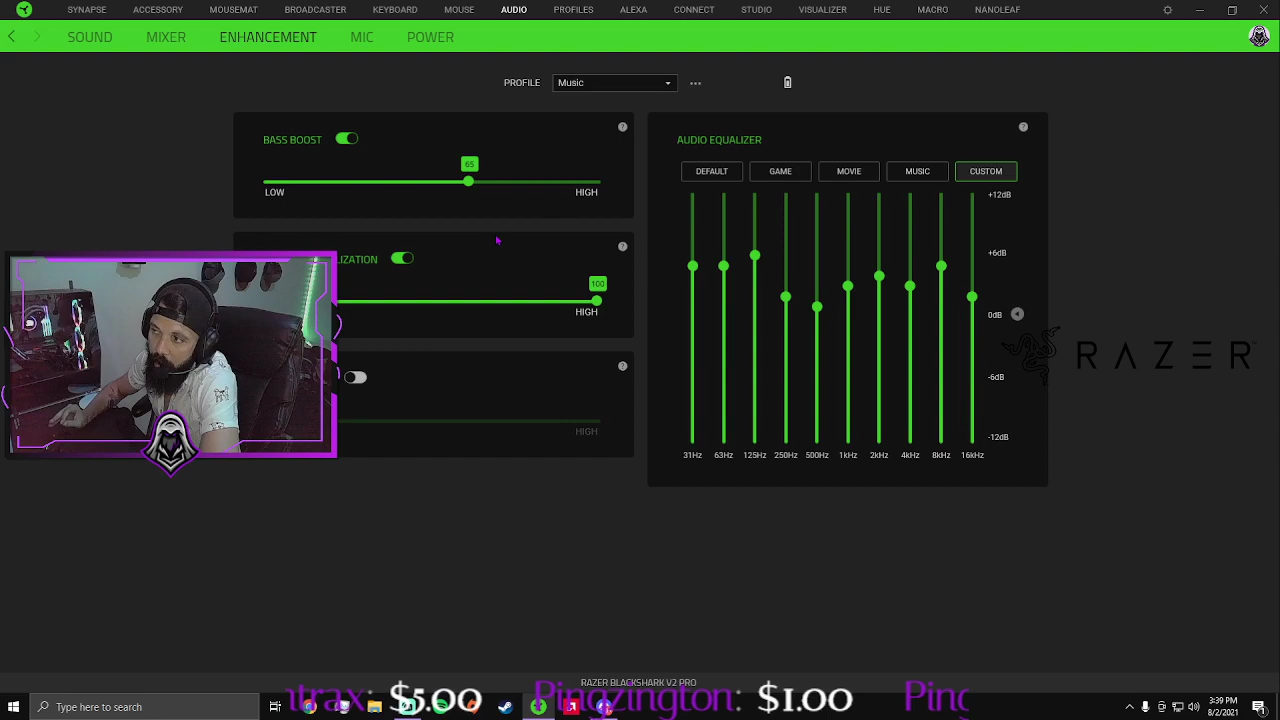 SYNAPSE ACCESSORY MOUSEMAT BROADCASTER KEYBOARD MOUSE AUDIO PROFILES ALEXA CONNECT STUDIO VISUALIZER HUE MACRO NANOLEAF
SOUND MIXER ENHANCEMENT MIC POWER
PROFILE Music
BASS BOOST
65
LOW HIGH
LIZATION
100
HIGH
HIGH
AUDIO EQUALIZER
DEFAULT GAME MOVIE MUSIC CUSTOM
+12dB
+6dB
0dB
-6dB
-12dB
31Hz 63Hz 125Hz 250Hz 500Hz 1kHz 2kHz 4kHz 8kHz 16kHz
RAZER
RAZER BLACKSHARK V2 PRO
trax: $5.00 Pingzington: $1.00 Ping
Type here to search
3:39 PM
8/2/2021